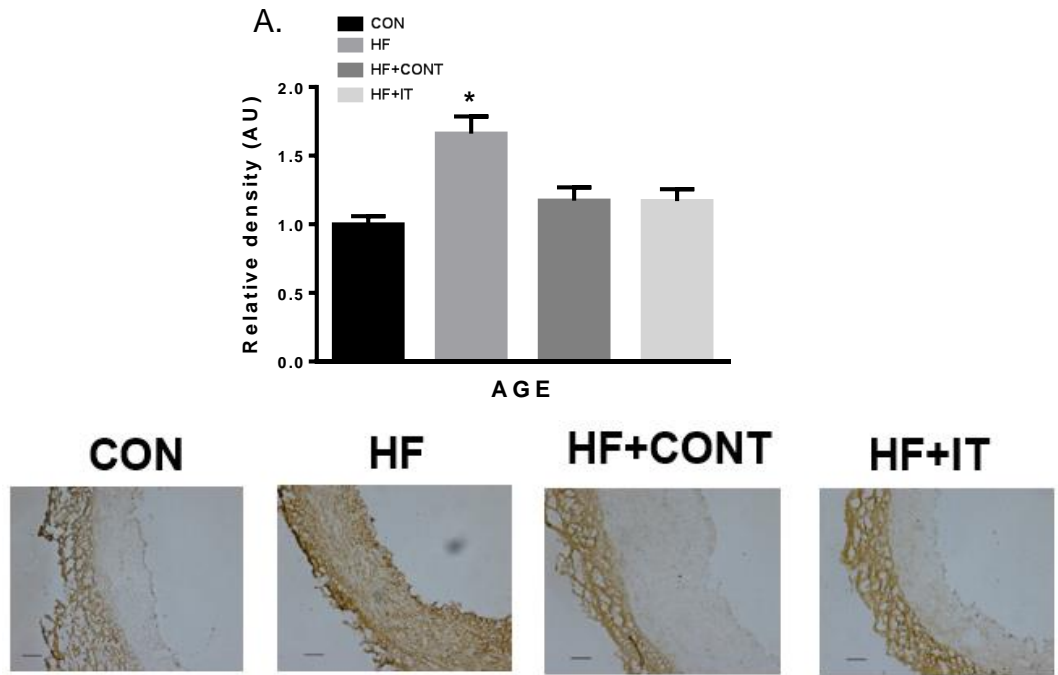 A.
CON
HF
HF+CONT
HF+IT
Relative density (AU)
2.0
1.5
1.0
0.5
0.0
*
AGE
CON HF HF+CONT HF+IT